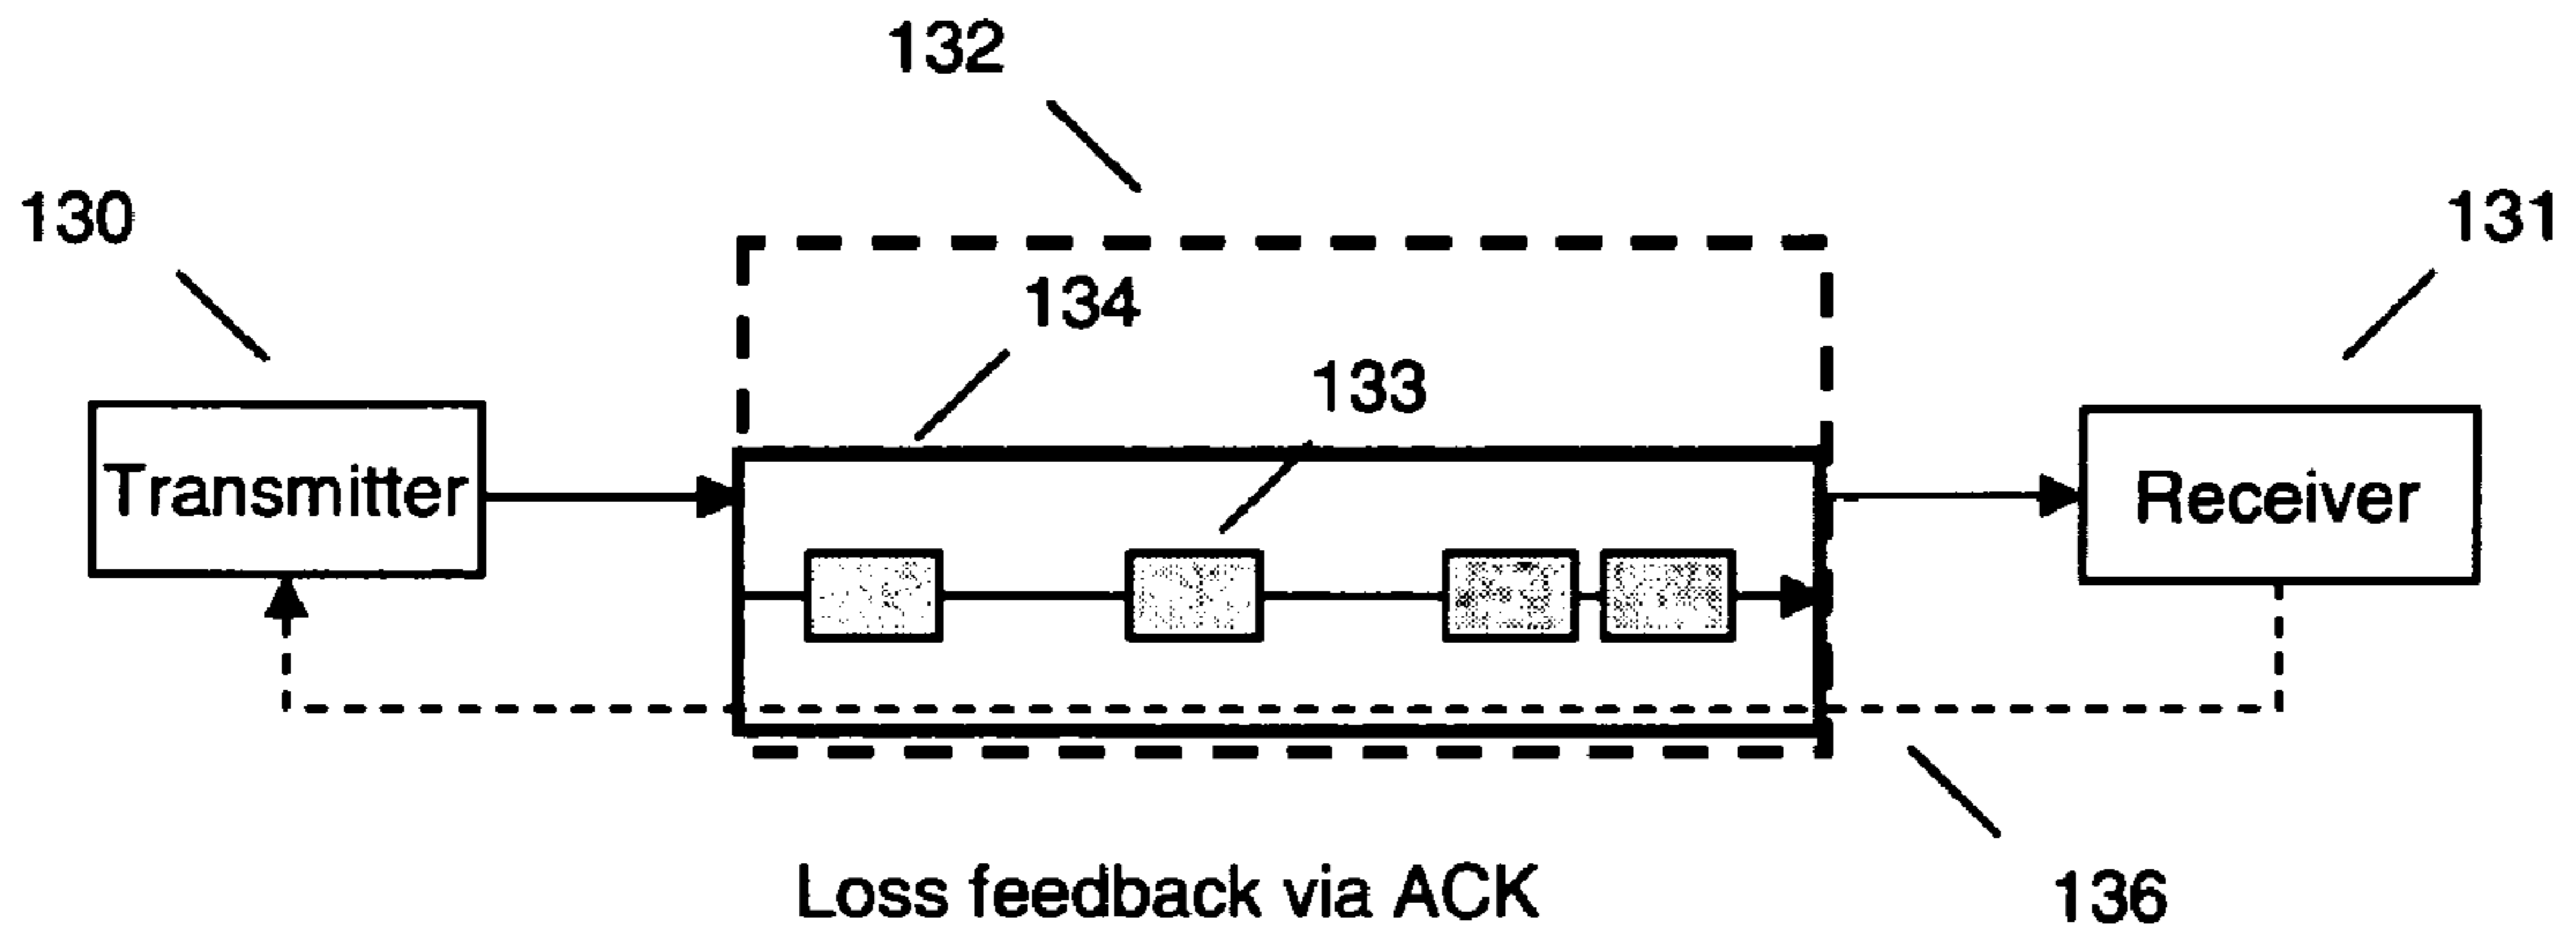 132
130
131
134
133
Transmitter
Receiver
Loss feedback via ACK
136